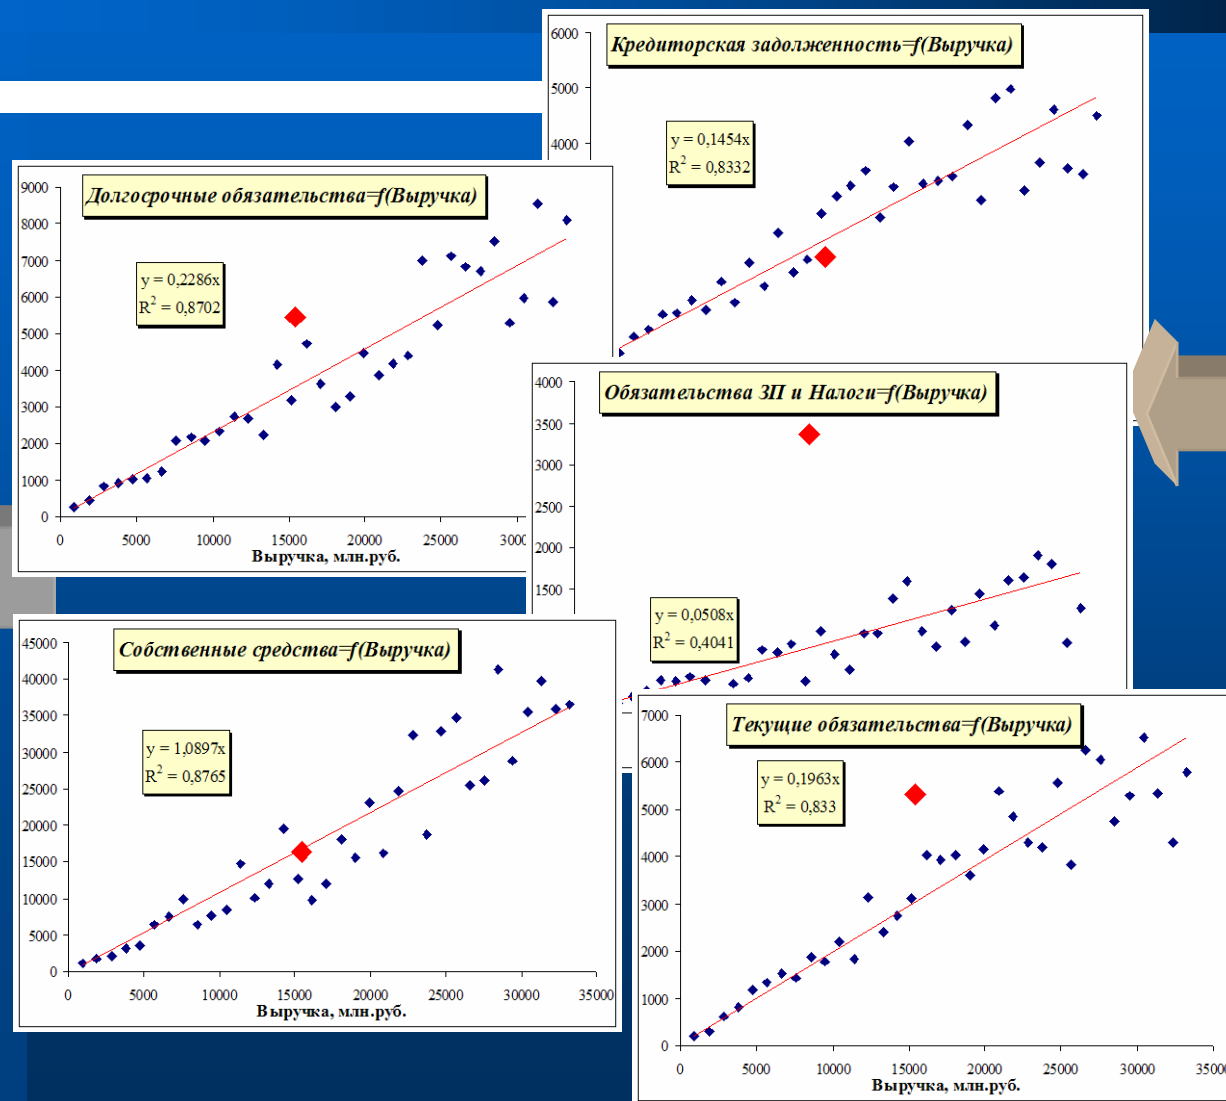 Кредиторская задолженность=f(Выручка)
6000
5000
4000
y = 0,1454x
R² = 0,8332
Долгосрочные обязательства=f(Выручка)
9000
8000
7000
6000
5000
4000
3000
2000
1000
0
y = 0,2286x
R² = 0,8702
0 5000 10000 15000 20000 25000
Выручка, млн.руб.
Обязательства ЗП и Налоги=f(Выручка)
4000
3500
3000
2500
2000
1500
y = 0,0508x
R² = 0,4041
Собственные средства=f(Выручка)
45000
40000
35000
30000
25000
20000
15000
10000
5000
0
y = 1,0897x
R² = 0,8765
0 5000 10000 15000 20000 25000 30000 35000
Выручка, млн.руб.
Текущие обязательства=f(Выручка)
7000
6000
5000
4000
3000
2000
1000
0
y = 0,1963x
R² = 0,833
0 5000 10000 15000 20000 25000 30000 35000
Выручка, млн.руб.